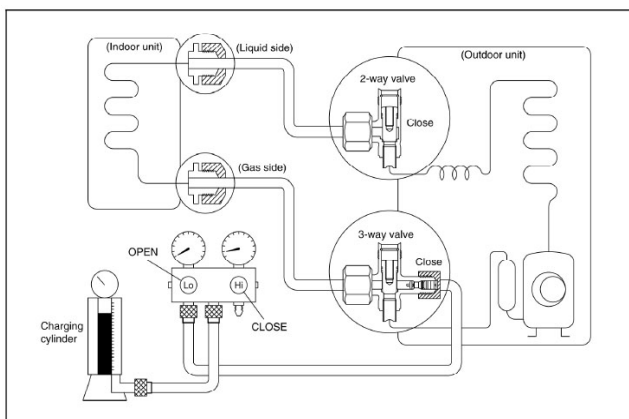 (Indoor unit)
(Liquid side)
(Outdoor unit)
2-way valve
Close
(Gas side)
3-way valve
Close
OPEN
Lo
Hi
CLOSE
Charging
cylinder